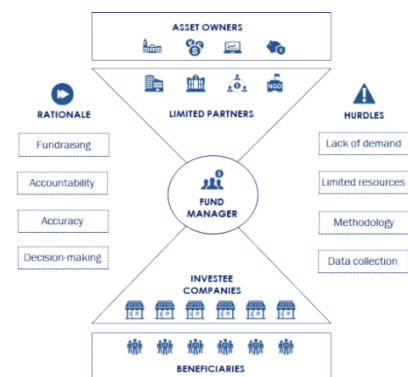 ASSET OWNERS
LIMITED PARTNERS
NGO
RATIONALE
Fundraising
Accountability
Accuracy
Decision-making
FUND
MANAGER
HURDLES
Lack of demand
Limited resources
Methodology
Data collection
INVESTEE
COMPANIES
BENEFICIARIES